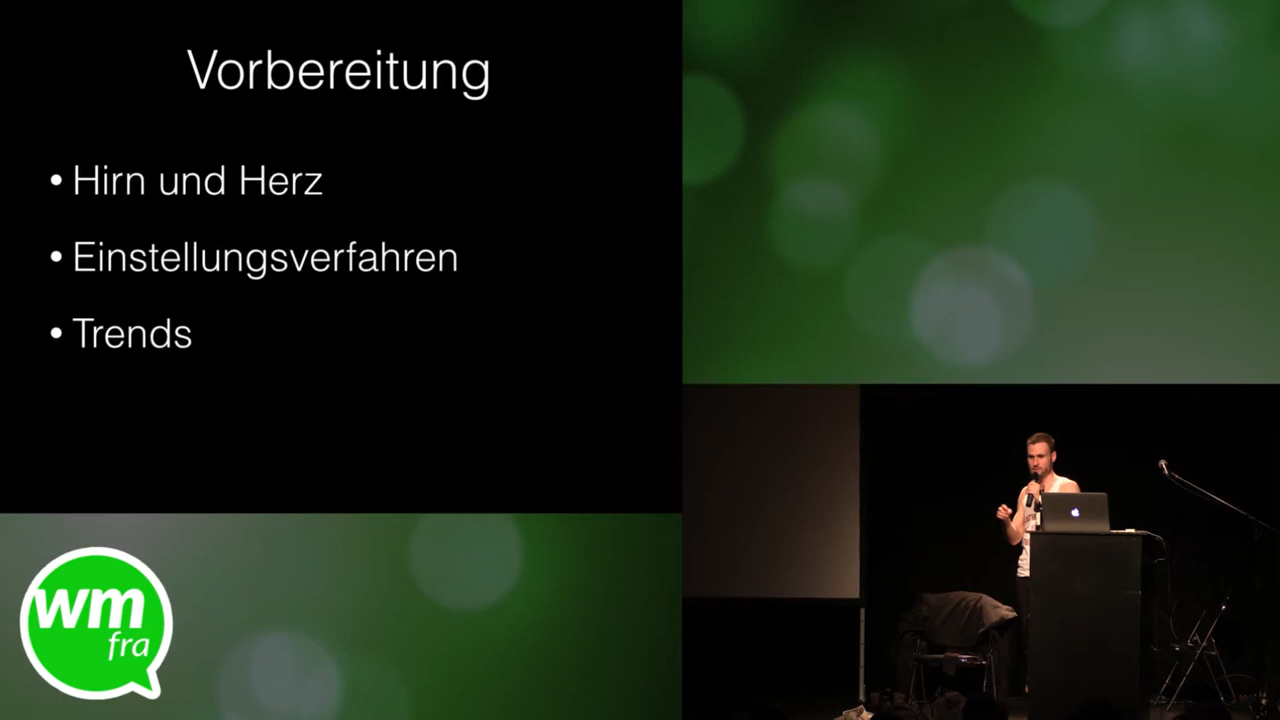 Vorbereitung
• Hirn und Herz
• Einstellungsverfahren
• Trends
wm
fra